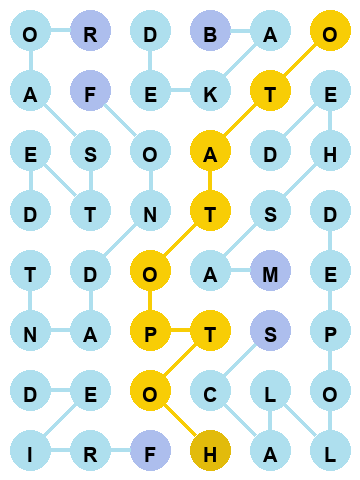 O R D B A O
A F E K T E
E S O A D H
D T N T S D
T D O A M E
N A P T S P
D E O C L O
I R F H A L